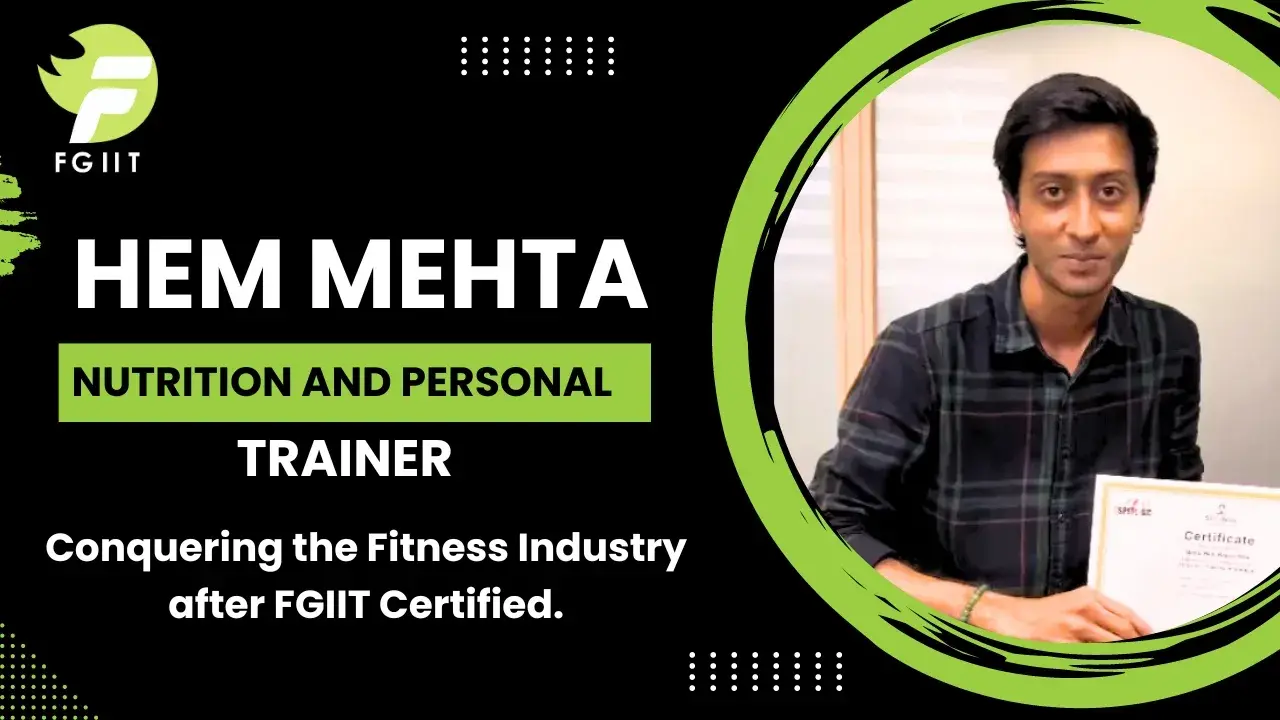 FGIIT
HEM MEHTA
NUTRITION AND PERSONAL
TRAINER
Conquering the Fitness Industry
after FGIIT Certified.
Certificate